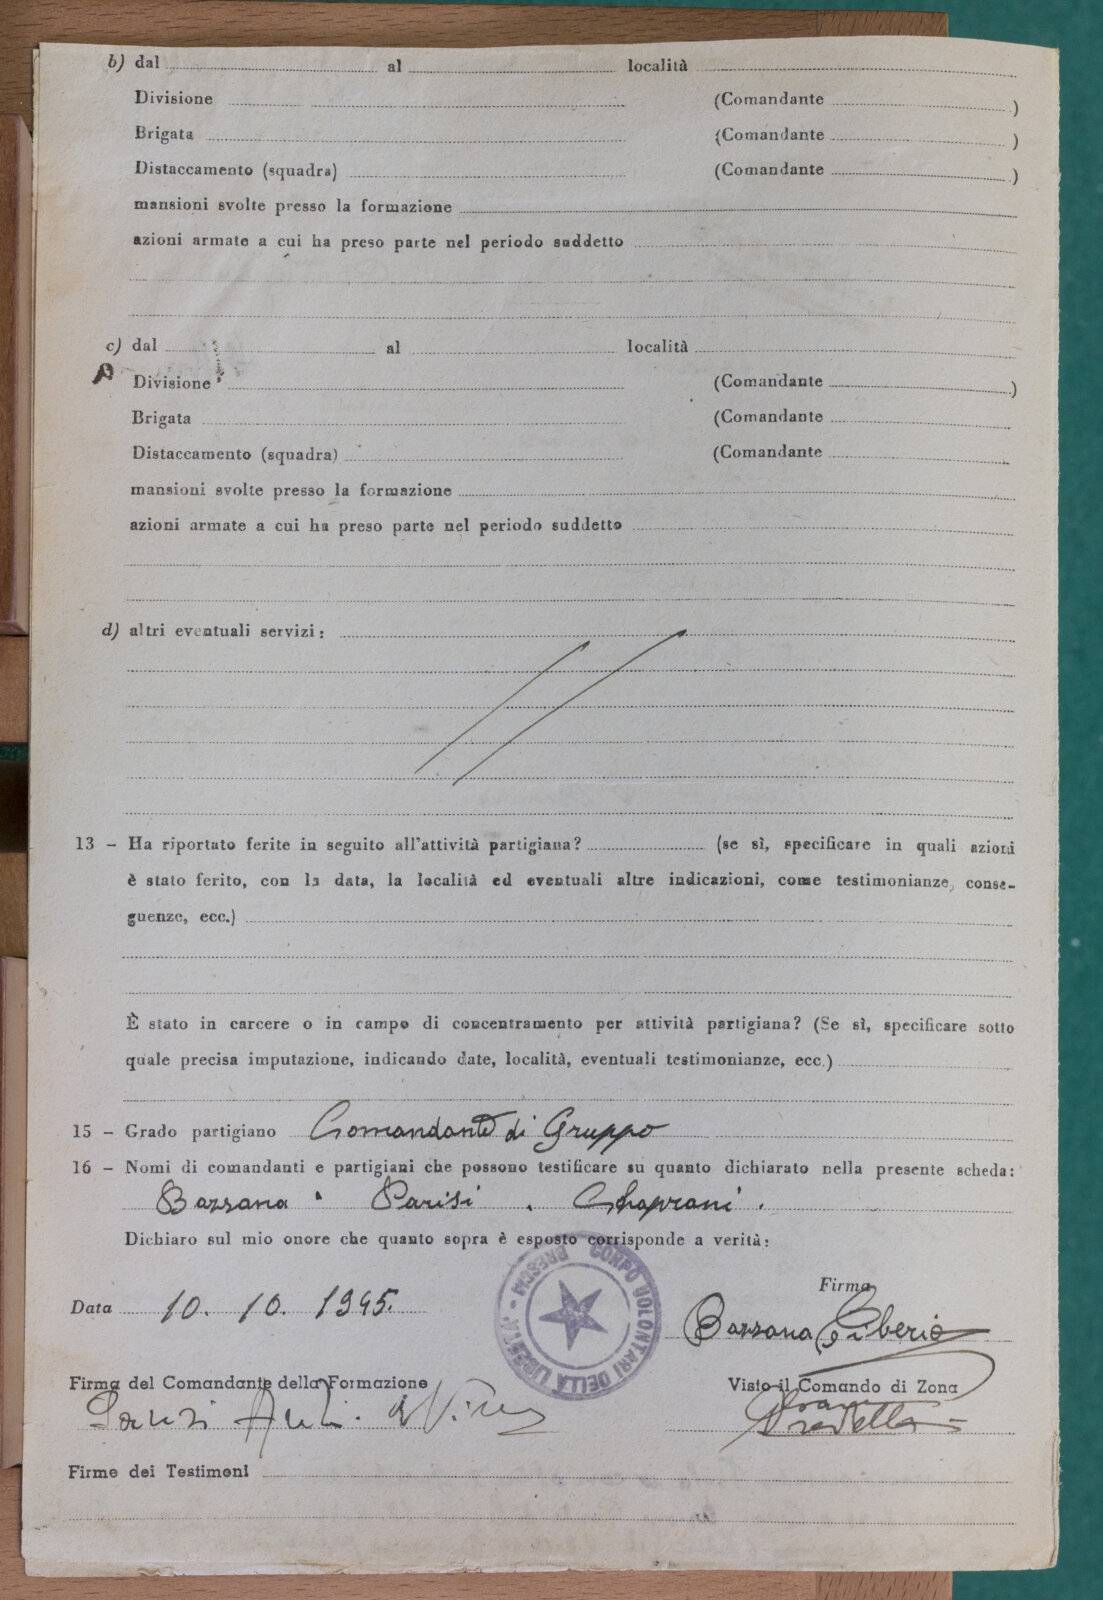 b) dal al località
Divisione (Comandante )
Brigata (Comandante )
Distaccamento (squadra) (Comandante )
mansioni svolte presso la formazione
azioni armate a cui ha preso parte nel periodo suddetto
c) dal al località
Divisione (Comandante )
Brigata (Comandante
Distaccamento (squadra) (Comandante
mansioni svolte presso la formazione
azioni armate a cui ha preso parte nel periodo suddetto
d) altri eventuali servizi:
13 - Ha riportato ferite in seguito all'attività partigiana? (se sì, specificare in quali azioni
è stato ferito, con la data, la località ed eventuali altre indicazioni, come testimonianze, conse-
guenze, ecc.)
È stato in carcere o in campo di concentramento per attività partigiana? (Se sì, specificare sotto
quale precisa imputazione, indicando date, località, eventuali testimonianze, ecc.)
15 - Grado partigiano Comandante di Gruppo
16 - Nomi di comandanti e partigiani che possono testificare su quanto dichiarato nella presente scheda:
Bazzana . Parisi .
Dichiaro sul mio onore che quanto sopra è esposto corrisponde a verità:
CORPO VOLONTARI DELLA LIBERTA' - BRESCIA
Firma
Data 10. 10. 1945. Bazzana Tiberio
Firma del Comandante della Formazione Visto il Comando di Zona
Firme dei Testimoni